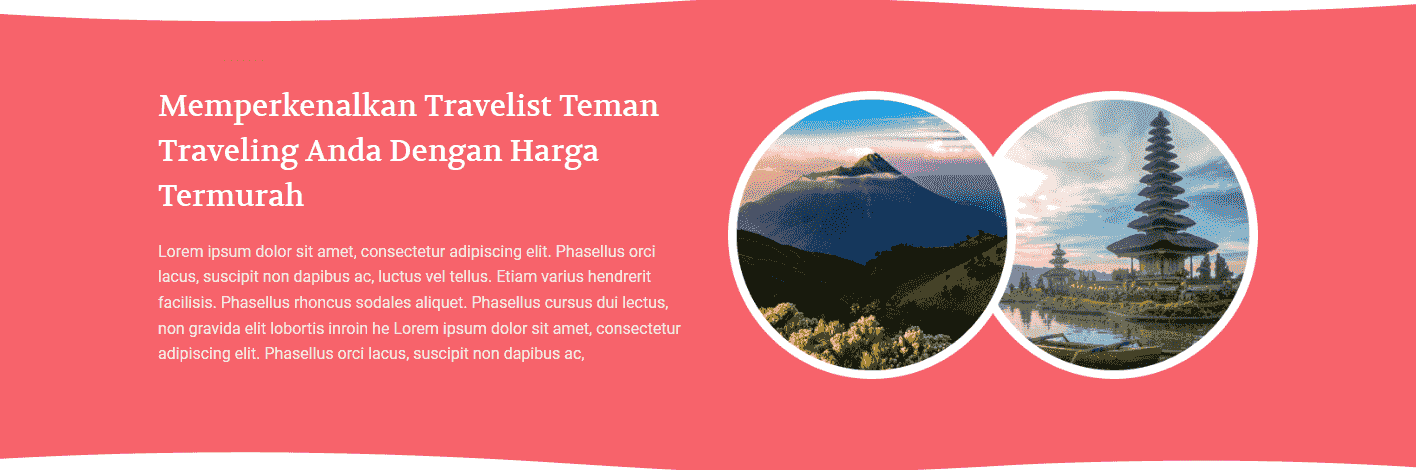 Memperkenalkan Travelist Teman
Traveling Anda Dengan Harga
Termurah
Lorem ipsum dolor sit amet, consectetur adipiscing elit. Phasellus orci
lacus, suscipit non dapibus ac, luctus vel tellus. Etiam varius hendrerit
facilisis. Phasellus rhoncus sodales aliquet. Phasellus cursus dui lectus,
non gravida elit lobortis inroin he Lorem ipsum dolor sit amet, consectetur
adipiscing elit. Phasellus orci lacus, suscipit non dapibus ac,